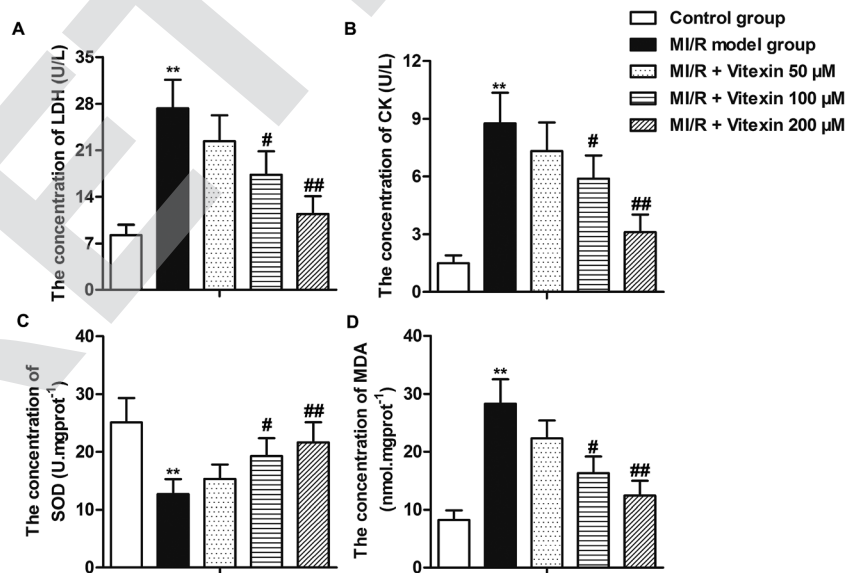 Control group
MI/R model group
MI/R + Vitexin 50 µM
MI/R + Vitexin 100 µM
MI/R + Vitexin 200 µM
A
The concentration of LDH (U/L)
35
28
21
14
7
0
**
#
##
B
The concentration of CK (U/L)
12
9
6
3
0
**
#
##
C
The concentration of
SOD (U.mgprot-1)
40
30
20
10
0
**
#
##
D
The concentration of MDA
(nmol.mgprot-1)
40
30
20
10
0
**
#
##